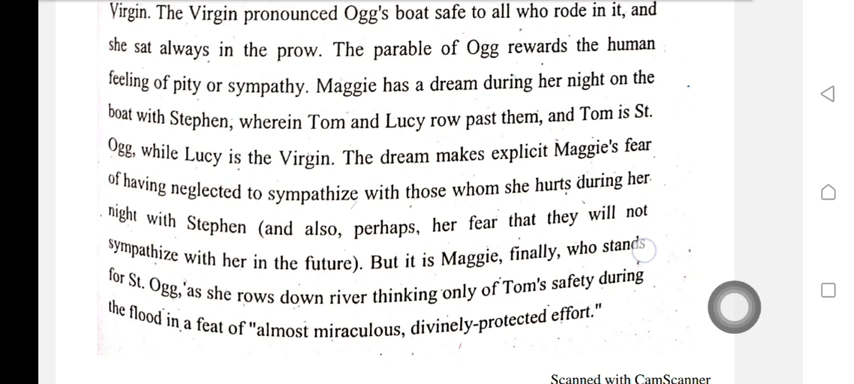 Virgin. The Virgin pronounced Ogg's boat safe to all who rode in it, and
she sat always in the prow. The parable of Ogg rewards the human
feeling of pity or sympathy. Maggie has a dream during her night on the
boat with Stephen, wherein Tom and Lucy row past them, and Tom is St.
Ogg, while Lucy is the Virgin. The dream makes explicit Maggie's fear
of having neglected to sympathize with those whom she hurts during her
night with Stephen (and also, perhaps, her fear that they will not
sympathize with her in the future). But it is Maggie, finally, who stands
for St. Ogg, as she rows down river thinking only of Tom's safety during
the flood in a feat of "almost miraculous, divinely-protected effort."
Scanned with CamScanner